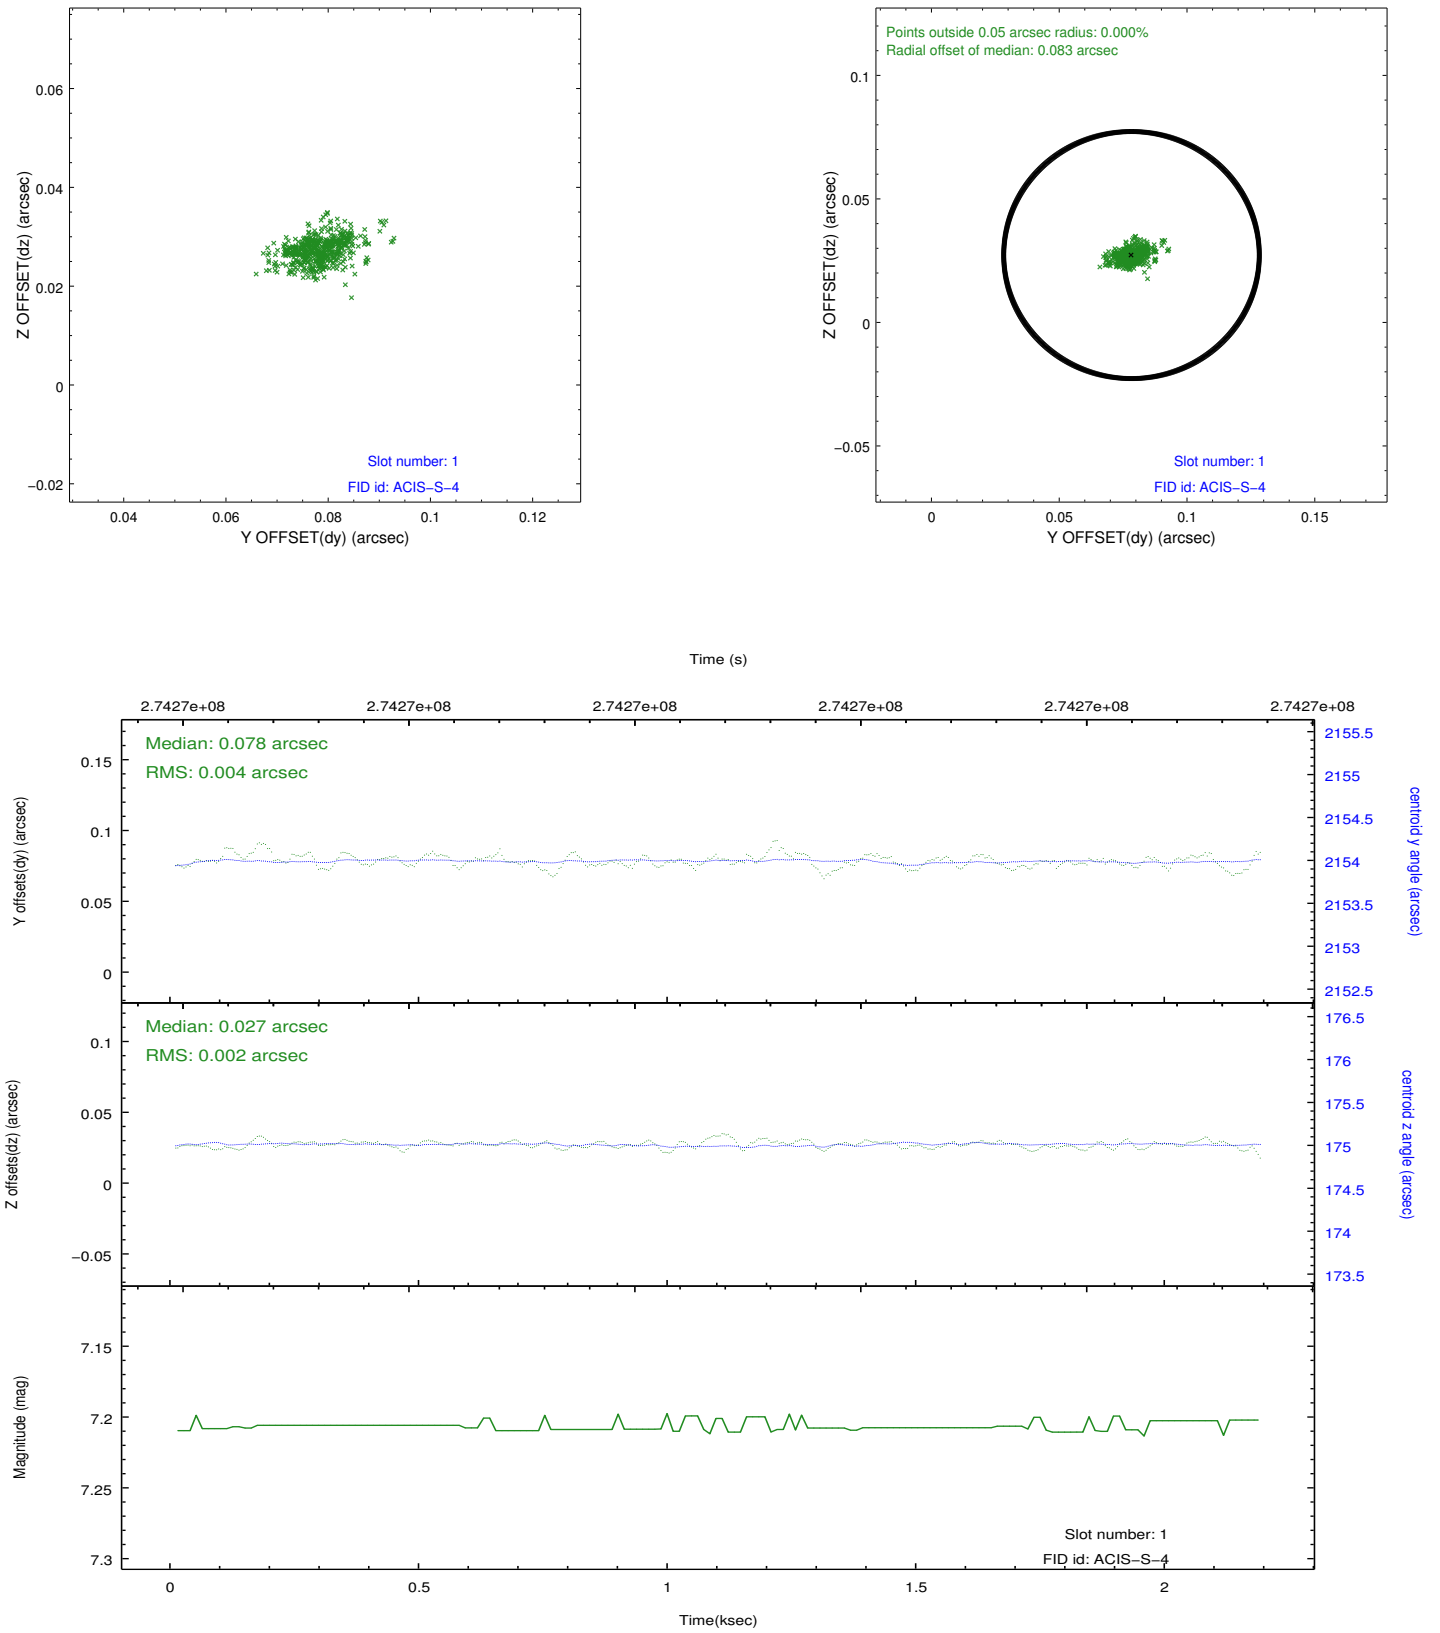 0.06
0.04
0.02
0
−0.02
Z OFFSET(dz) (arcsec)
Slot number: 1
FID id: ACIS−S−4
0.04 0.06 0.08 0.1 0.12
Y OFFSET(dy) (arcsec)
Points outside 0.05 arcsec radius: 0.000%
Radial offset of median: 0.083 arcsec
0.1
0.05
0
−0.05
Z OFFSET(dz) (arcsec)
Slot number: 1
FID id: ACIS−S−4
0 0.05 0.1 0.15
Y OFFSET(dy) (arcsec)
Time (s)
2.7427e+08 2.7427e+08 2.7427e+08 2.7427e+08 2.7427e+08 2.7427e+08
Median: 0.078 arcsec
RMS: 0.004 arcsec
0.15
0.1
0.05
0
Y offsets(dy) (arcsec)
2155.5
2155
2154.5
2154
2153.5
2153
2152.5
centroid y angle (arcsec)
Median: 0.027 arcsec
RMS: 0.002 arcsec
0.1
0.05
0
−0.05
Z offsets(dz) (arcsec)
176.5
176
175.5
175
174.5
174
173.5
centroid z angle (arcsec)
7.15
7.2
7.25
7.3
Magnitude (mag)
Slot number: 1
FID id: ACIS−S−4
0 0.5 1 1.5 2
Time(ksec)